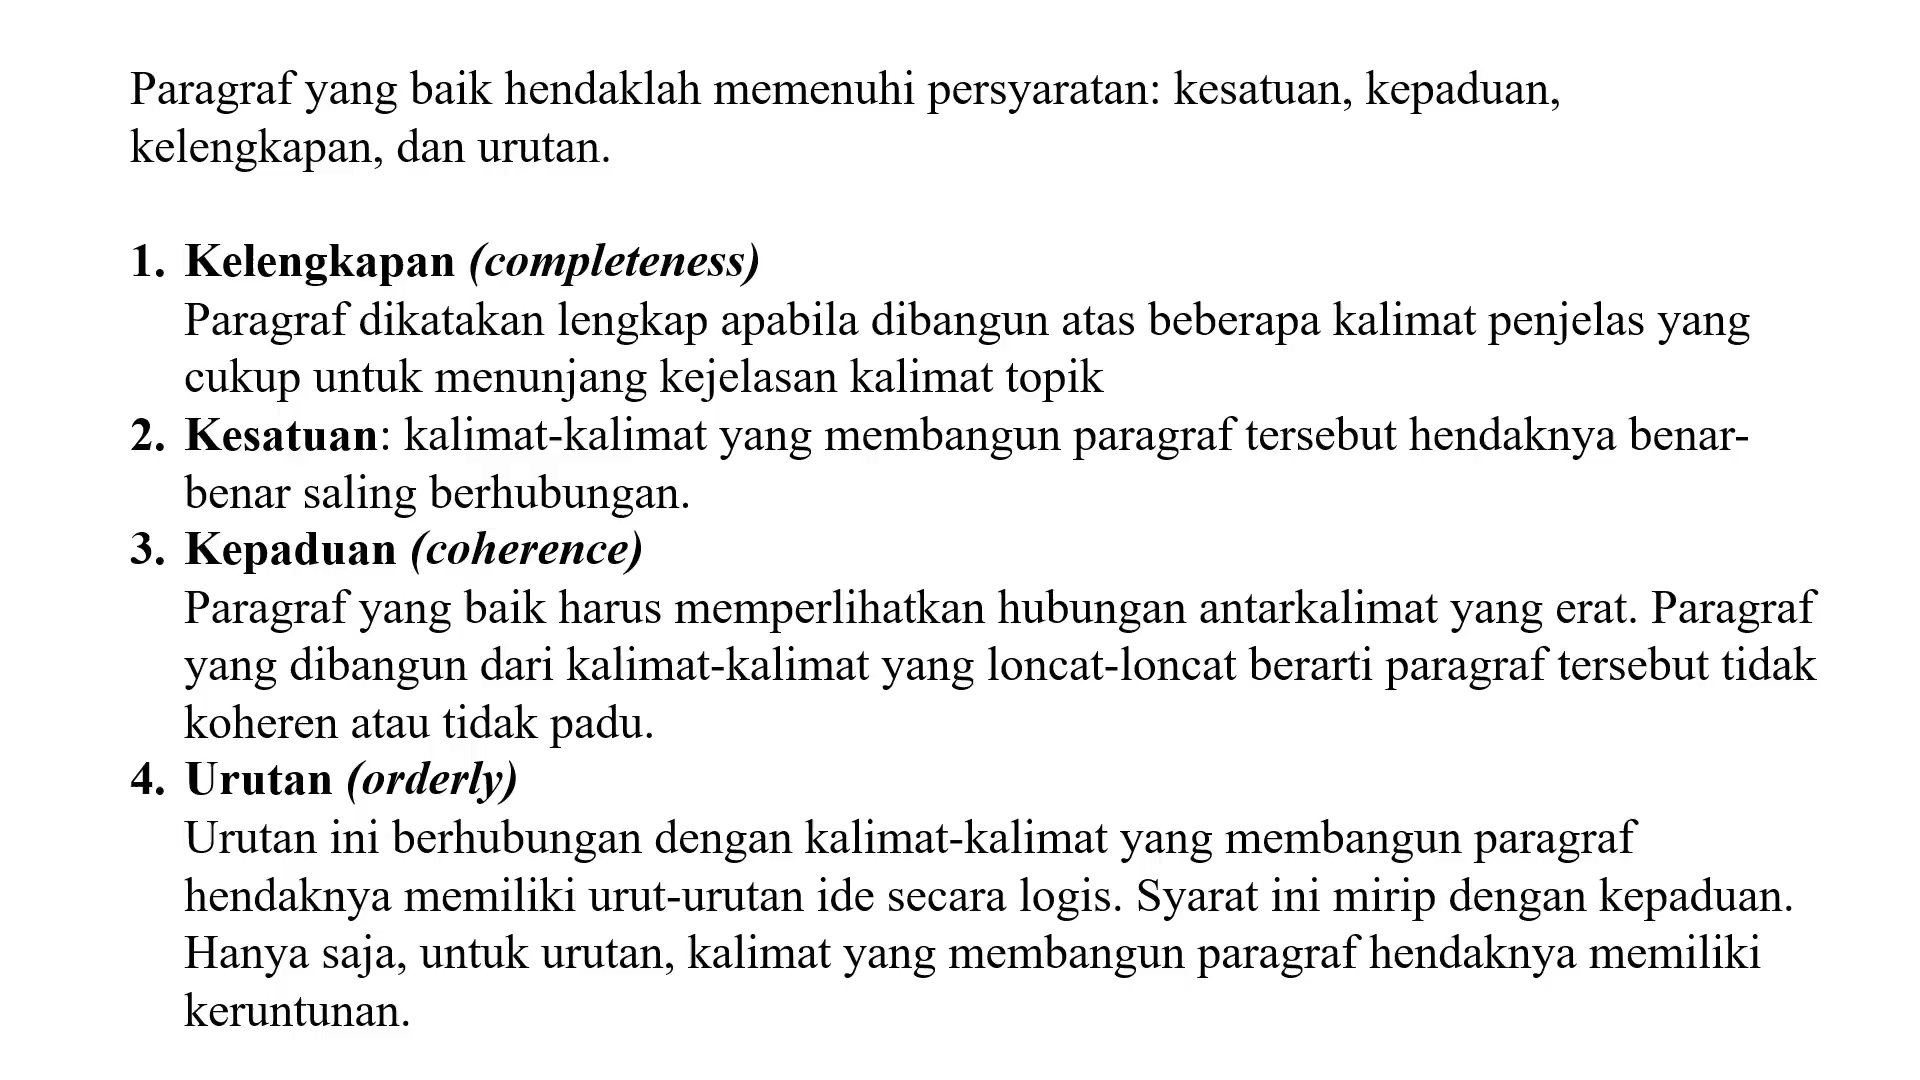 Paragraf yang baik hendaklah memenuhi persyaratan: kesatuan, kepaduan,
kelengkapan, dan urutan.
1. Kelengkapan (completeness)
Paragraf dikatakan lengkap apabila dibangun atas beberapa kalimat penjelas yang
cukup untuk menunjang kejelasan kalimat topik
2. Kesatuan: kalimat-kalimat yang membangun paragraf tersebut hendaknya benar-
benar saling berhubungan.
3. Kepaduan (coherence)
Paragraf yang baik harus memperlihatkan hubungan antarkalimat yang erat. Paragraf
yang dibangun dari kalimat-kalimat yang loncat-loncat berarti paragraf tersebut tidak
koheren atau tidak padu.
4. Urutan (orderly)
Urutan ini berhubungan dengan kalimat-kalimat yang membangun paragraf
hendaknya memiliki urut-urutan ide secara logis. Syarat ini mirip dengan kepaduan.
Hanya saja, untuk urutan, kalimat yang membangun paragraf hendaknya memiliki
keruntunan.